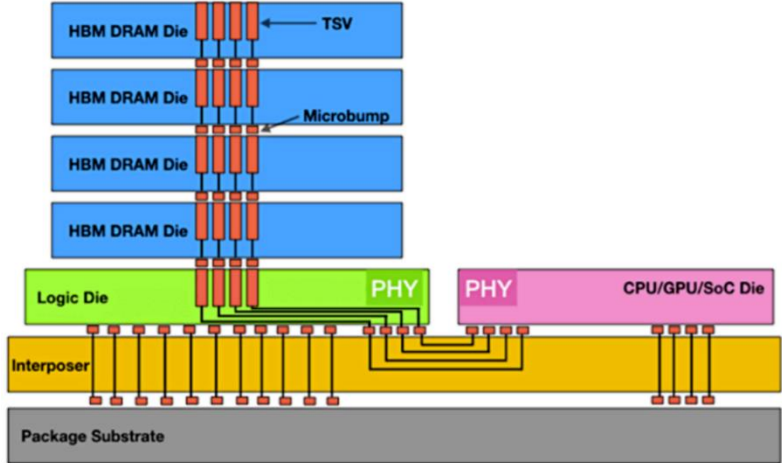 HBM DRAM Die
TSV
HBM DRAM Die
Microbump
HBM DRAM Die
HBM DRAM Die
Logic Die
PHY
PHY
CPU/GPU/SoC Die
Interposer
Package Substrate